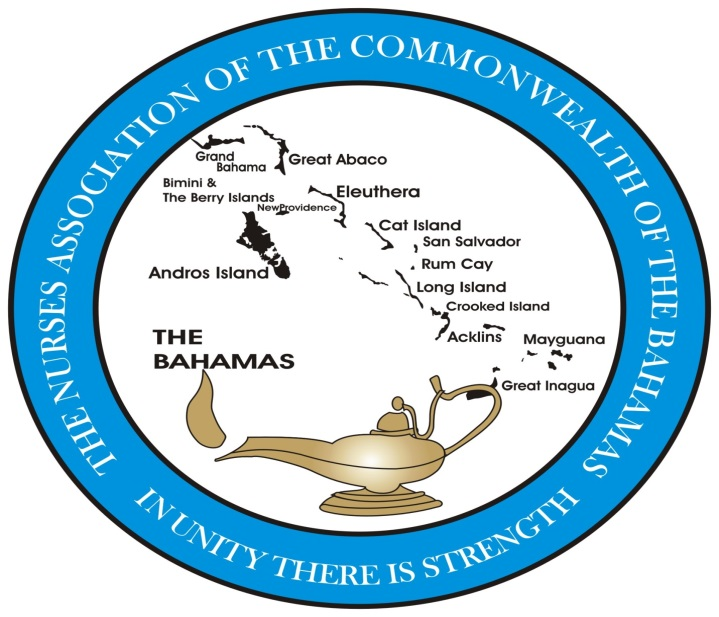 THE NURSES ASSOCIATION OF THE COMMONWEALTH OF THE BAHAMAS
Grand
Bahama
Great Abaco
Bimini &
The Berry Islands
NewProvidence
Eleuthera
Cat Island
San Salvador
Andros Island
Rum Cay
Long Island
Crooked Island
Acklins
Mayguana
THE
BAHAMAS
Great Inagua
IN UNITY THERE IS STRENGTH